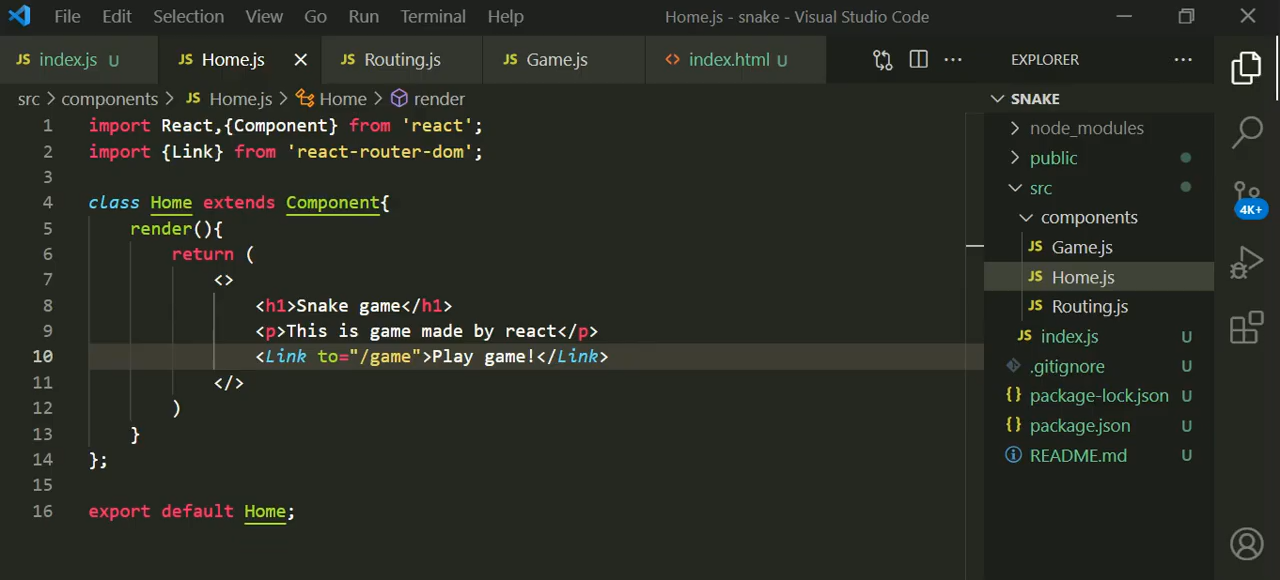 File Edit Selection View Go Run Terminal Help Home.js - snake - Visual Studio Code
JS index.js U JS Home.js JS Routing.js JS Game.js <> index.html U
EXPLORER
src > components > JS Home.js > Home > render
1 import React,{Component} from 'react';
2 import {Link} from 'react-router-dom';
3
4 class Home extends Component{
5 render(){
6 return (
7 <>
8 <h1>Snake game</h1>
9 <p>This is game made by react</p>
10 <Link to="/game">Play game!</Link>
11 </>
12 )
13 }
14 };
15
16 export default Home;
SNAKE
node_modules
public
src
components
JS Game.js
JS Home.js
JS Routing.js
JS index.js U
.gitignore U
{} package-lock.json U
{} package.json U
README.md U
4K+